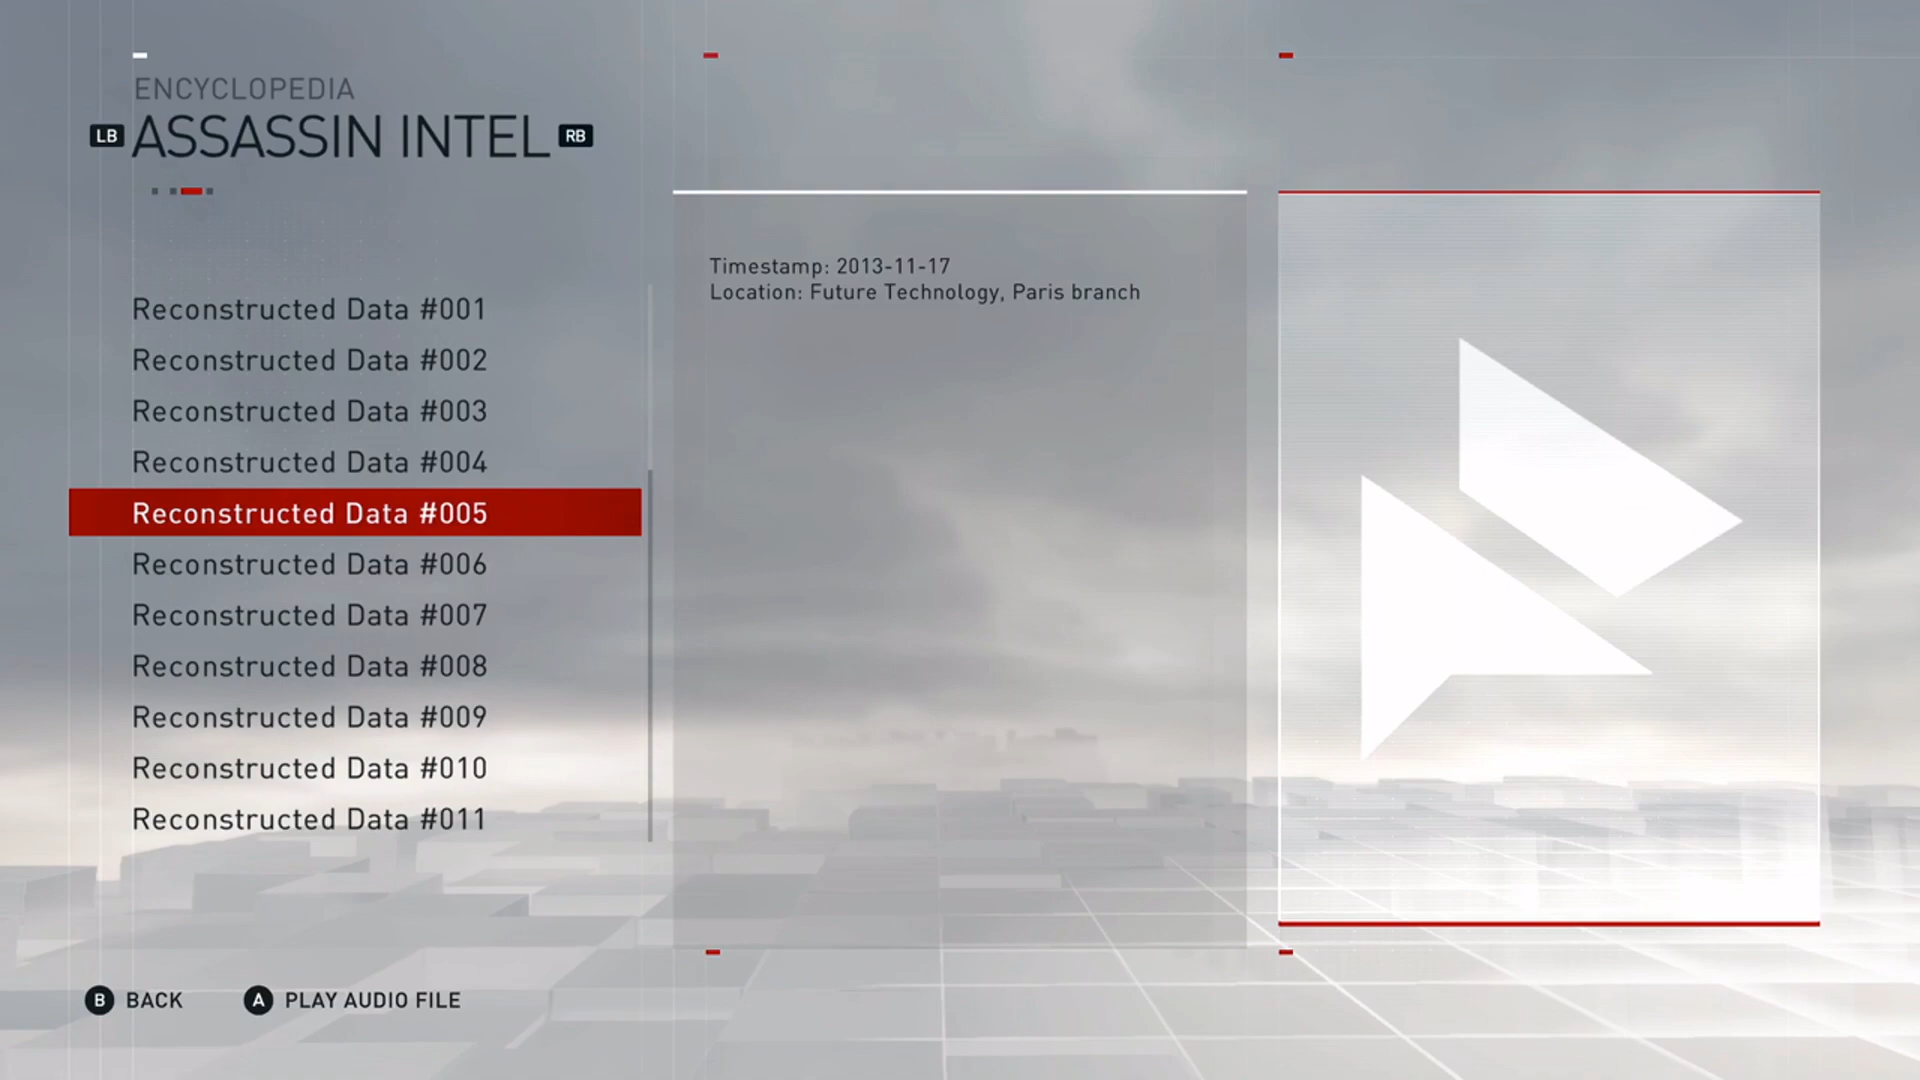 ENCYCLOPEDIA
LB ASSASSIN INTEL RB
Reconstructed Data #001
Reconstructed Data #002
Reconstructed Data #003
Reconstructed Data #004
Reconstructed Data #005
Reconstructed Data #006
Reconstructed Data #007
Reconstructed Data #008
Reconstructed Data #009
Reconstructed Data #010
Reconstructed Data #011
Timestamp: 2013-11-17
Location: Future Technology, Paris branch
B BACK A PLAY AUDIO FILE